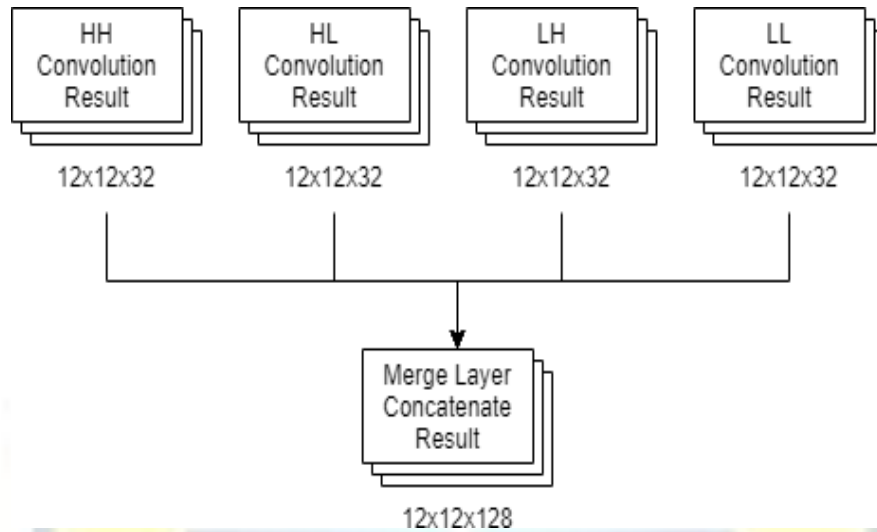 HH
Convolution
Result
HL
Convolution
Result
LH
Convolution
Result
LL
Convolution
Result
12x12x32
12x12x32
12x12x32
12x12x32
Merge Layer
Concatenate
Result
12x12x128